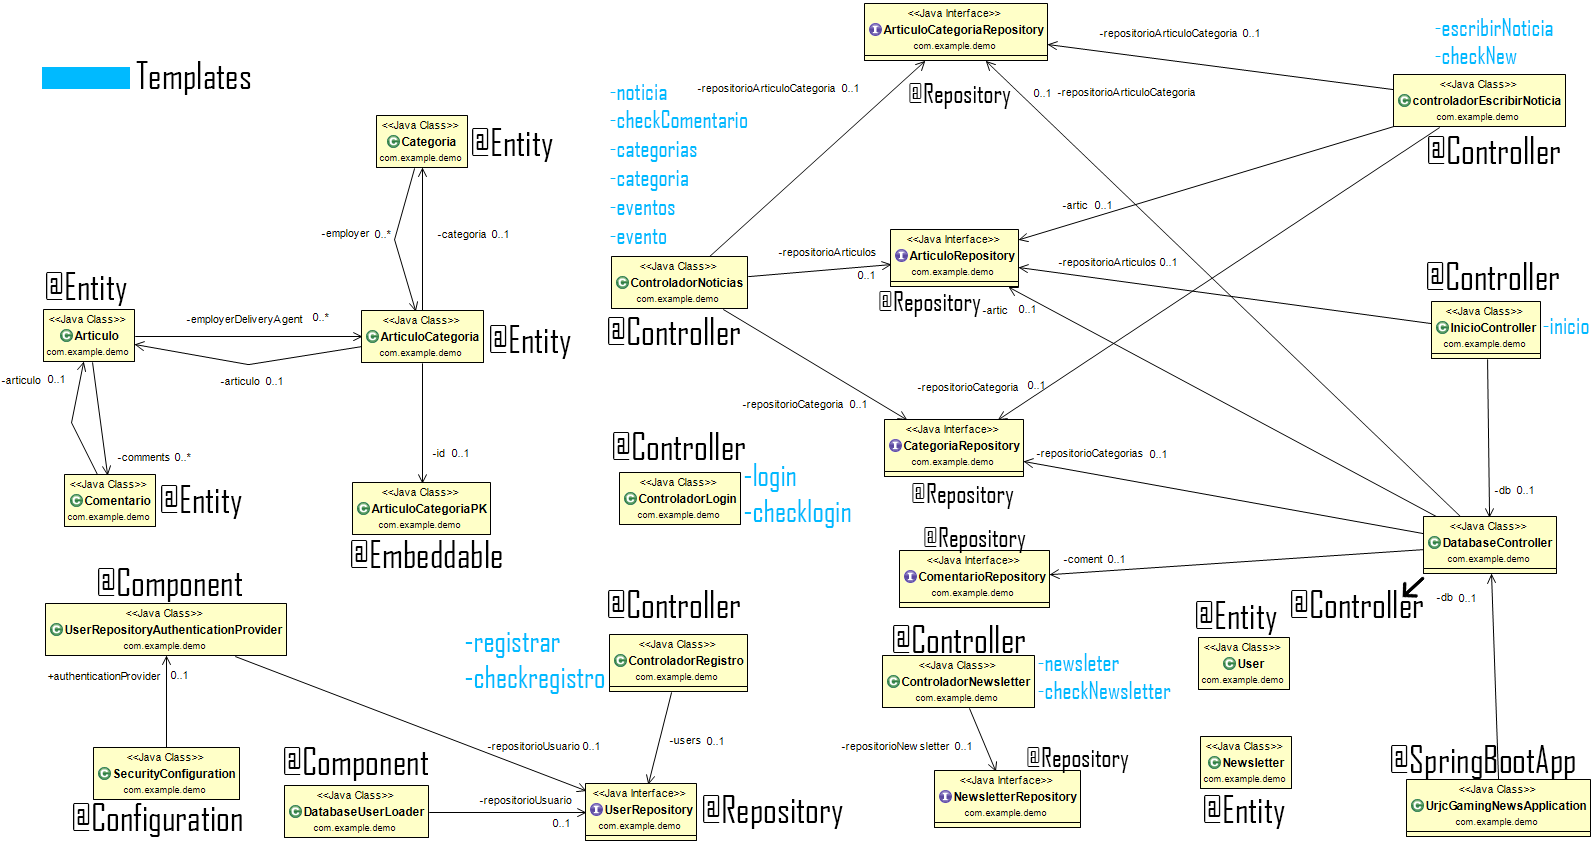 Templates
<<Java Class>>
Categoria
com.example.demo
@Entity
-employer 0..*
-categoria 0..1
@Entity
<<Java Class>>
Articulo
com.example.demo
-employerDeliveryAgent 0..*
<<Java Class>>
ArticuloCategoria
com.example.demo
@Entity
-articulo 0..1
-articulo 0..1
-comments 0..*
-id 0..1
<<Java Class>>
Comentario
com.example.demo
@Entity
<<Java Class>>
ArticuloCategoriaPK
com.example.demo
@Embeddable
@Component
<<Java Class>>
UserRepositoryAuthenticationProvider
com.example.demo
+authenticationProvider 0..1
<<Java Class>>
SecurityConfiguration
com.example.demo
@Configuration
@Component
<<Java Class>>
DatabaseUserLoader
com.example.demo
-repositorioUsuario 0..1
-repositorioUsuario
0..1
<<Java Interface>>
UserRepository
com.example.demo
@Repository
@Controller
-registrar
-checkregistro
<<Java Class>>
ControladorRegistro
com.example.demo
-users 0..1
<<Java Interface>>
ArticuloCategoriaRepository
com.example.demo
@Repository
-repositorioArticuloCategoria 0..1
-repositorioArticuloCategoria 0..1
0..1 -repositorioArticuloCategoria
-escribirNoticia
-checkNew
<<Java Class>>
controladorEscribirNoticia
com.example.demo
@Controller
-noticia
-checkComentario
-categorias
-categoria
-eventos
-evento
<<Java Class>>
ControladorNoticias
com.example.demo
@Controller
-repositorioArticulos
0..1
-artic 0..1
<<Java Interface>>
ArticuloRepository
com.example.demo
@Repository
-repositorioArticulos 0..1
-artic 0..1
@Controller
<<Java Class>>
InicioController
com.example.demo
-inicio
-repositorioCategoria 0..1
-repositorioCategoria 0..1
<<Java Interface>>
CategoriaRepository
com.example.demo
@Repository
-repositorioCategorias 0..1
@Controller
<<Java Class>>
ControladorLogin
com.example.demo
-login
-checklogin
-db 0..1
<<Java Class>>
DatabaseController
com.example.demo
@Controller
@Repository
<<Java Interface>>
ComentarioRepository
com.example.demo
-coment 0..1
-db 0..1
@Controller
<<Java Class>>
ControladorNewsletter
com.example.demo
-newsleter
-checkNewsletter
-repositorioNewsletter 0..1
@Repository
<<Java Interface>>
NewsletterRepository
com.example.demo
@Entity
<<Java Class>>
User
com.example.demo
<<Java Class>>
Newsletter
com.example.demo
@Entity
@SpringBootApp
<<Java Class>>
UrjcGamingNewsApplication
com.example.demo